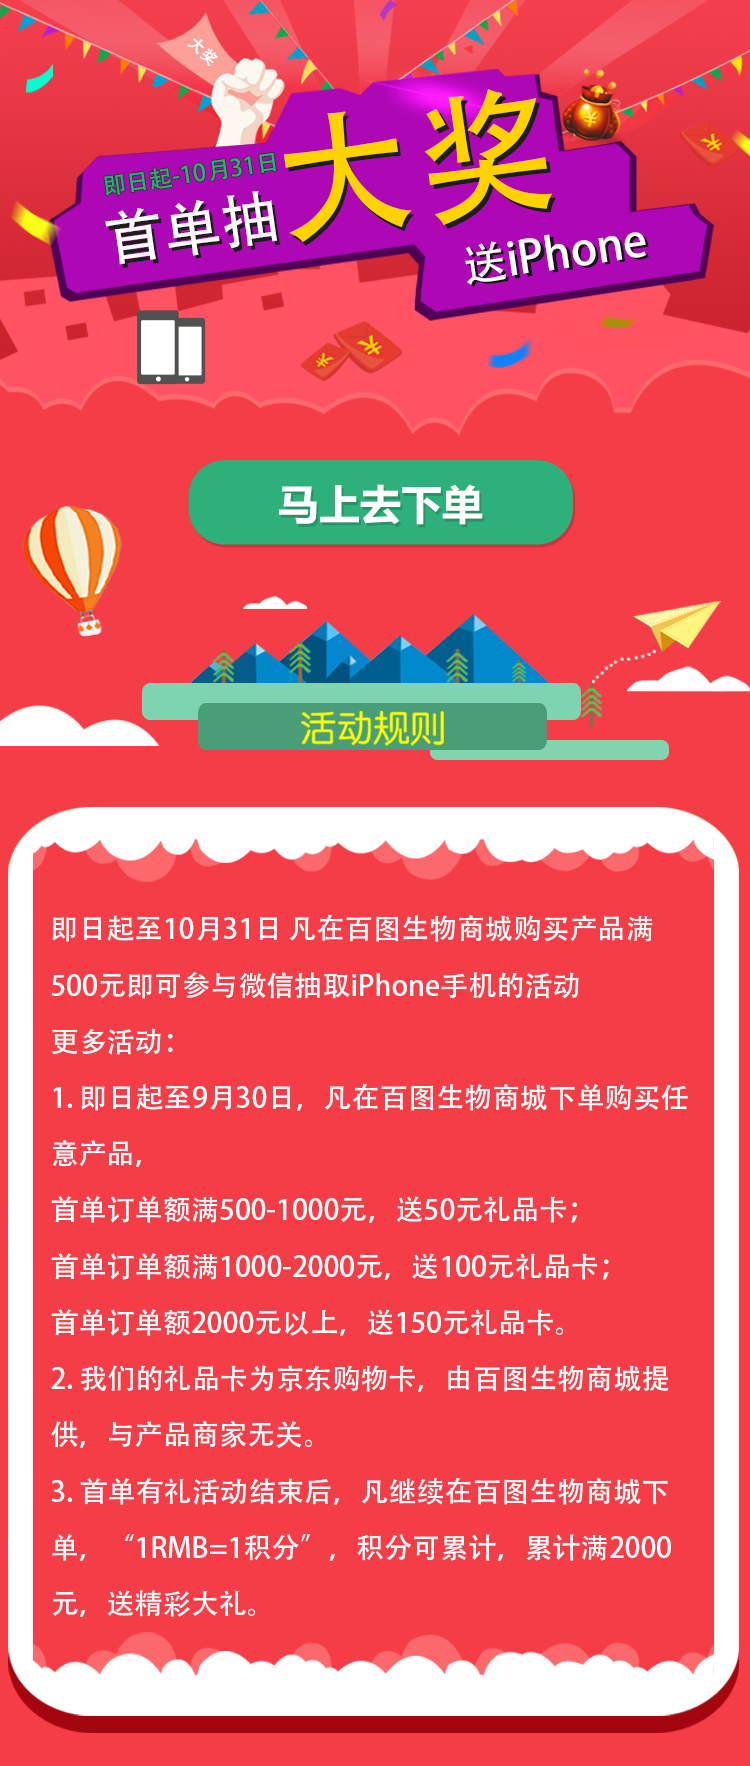 大奖
即日起-10月31日
首单抽大奖
送iPhone
马上去下单
活动规则
即日起至10月31日 凡在百图生物商城购买产品满
500元即可参与微信抽取iPhone手机的活动
更多活动：
1. 即日起至9月30日，凡在百图生物商城下单购买任
意产品，
首单订单额满500-1000元，送50元礼品卡；
首单订单额满1000-2000元，送100元礼品卡；
首单订单额2000元以上，送150元礼品卡。
2. 我们的礼品卡为京东购物卡，由百图生物商城提
供，与产品商家无关。
3. 首单有礼活动结束后，凡继续在百图生物商城下
单，“1RMB=1积分”，积分可累计，累计满2000
元，送精彩大礼。